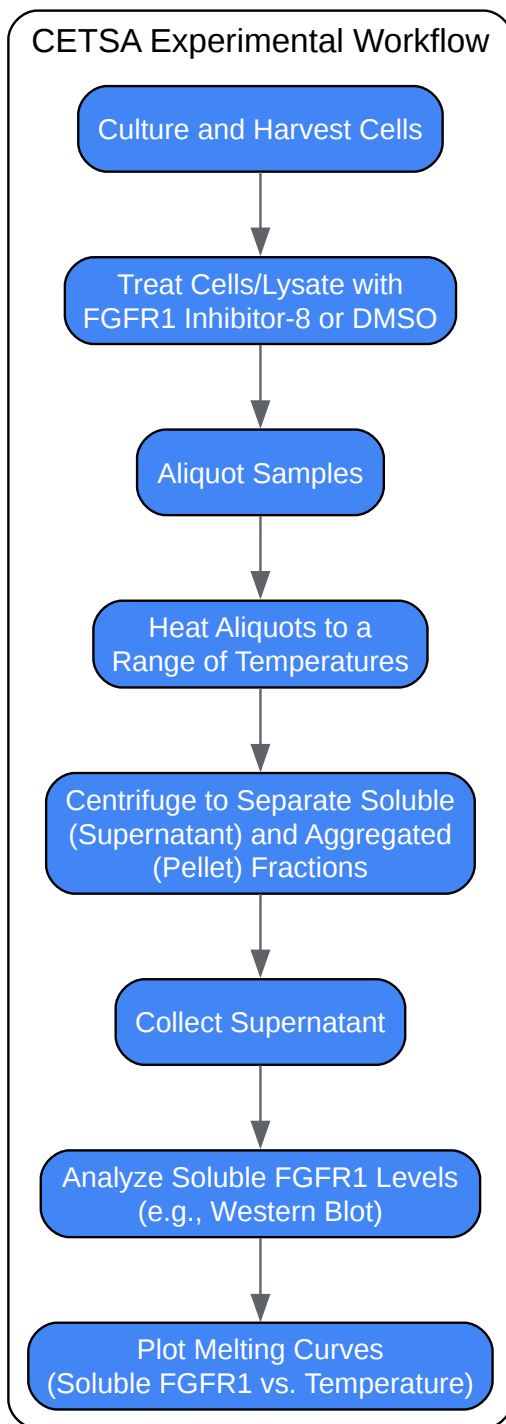 CETSA Experimental Workflow
Culture and Harvest Cells
Treat Cells/Lysate with
FGFR1 Inhibitor-8 or DMSO
Aliquot Samples
Heat Aliquots to a
Range of Temperatures
Centrifuge to Separate Soluble
(Supernatant) and Aggregated
(Pellet) Fractions
Collect Supernatant
Analyze Soluble FGFR1 Levels
(e.g., Western Blot)
Plot Melting Curves
(Soluble FGFR1 vs. Temperature)